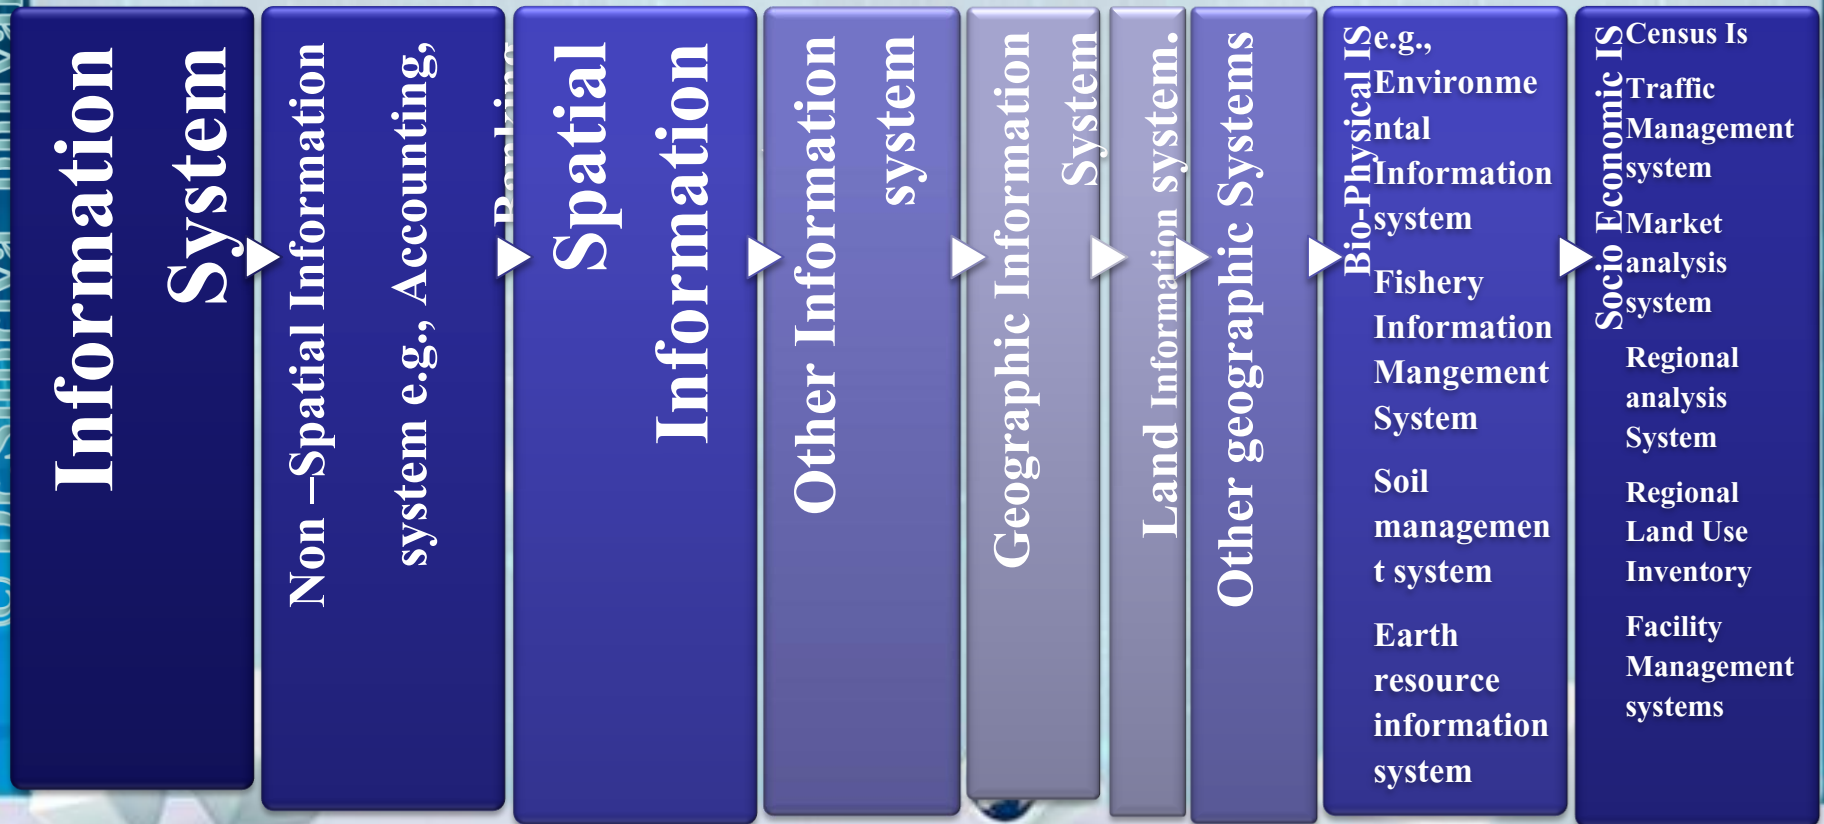 Information
System
Non –Spatial Information
system e.g., Accounting,
Banking
Spatial
Information
Other Information
system
Geographic Information
System
Land Information system.
Other geographic Systems
Bio-Physical IS
e.g.,
Environme
ntal
Information
system
Fishery
Information
Mangement
System
Soil
managemen
t system
Earth
resource
information
system
Socio Economic IS
Census Is
Traffic
Management
system
Market
analysis
system
Regional
analysis
System
Regional
Land Use
Inventory
Facility
Management
systems